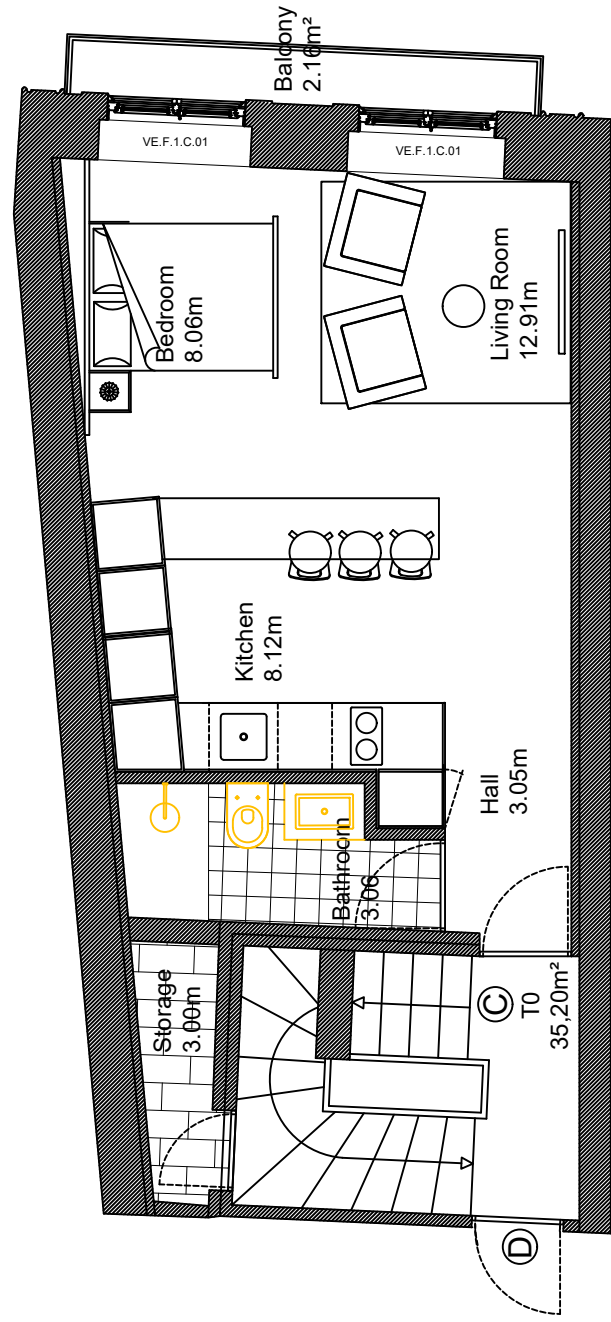 Balcony
2.16m²
VE.F.1.C.01
VE.F.1.C.01
Bedroom
8.06m
Living Room
12.91m
Kitchen
8.12m
Hall
3.05m
Bathroom
3.06
Storage
3.00m
C
T0
35,20m²
D